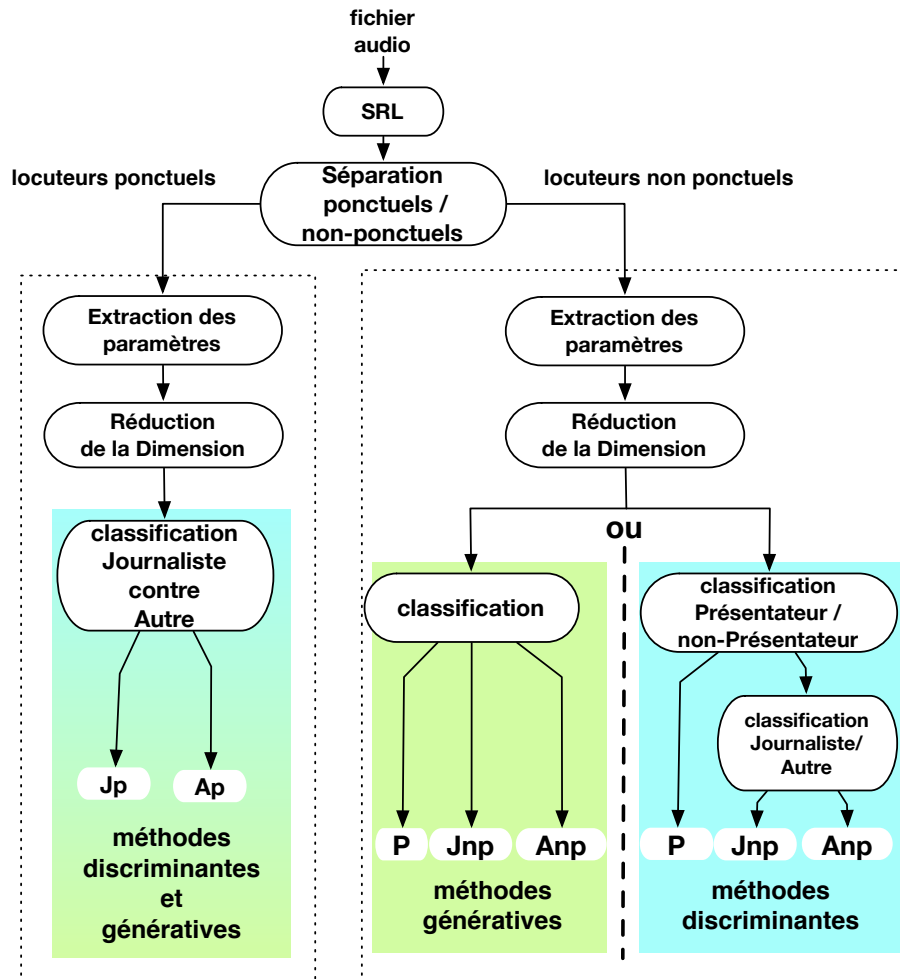 fichier
audio
SRL
locuteurs ponctuels
Séparation
ponctuels /
non-ponctuels
locuteurs non ponctuels
Extraction des
paramètres
Réduction
de la Dimension
classification
Journaliste
contre
Autre
Jp
Ap
méthodes
discriminantes
et
génératives
Extraction des
paramètres
Réduction
de la Dimension
ou
classification
P
Jnp
Anp
méthodes
génératives
classification
Présentateur /
non-Présentateur
classification
Journaliste/
Autre
P
Jnp
Anp
méthodes
discriminantes